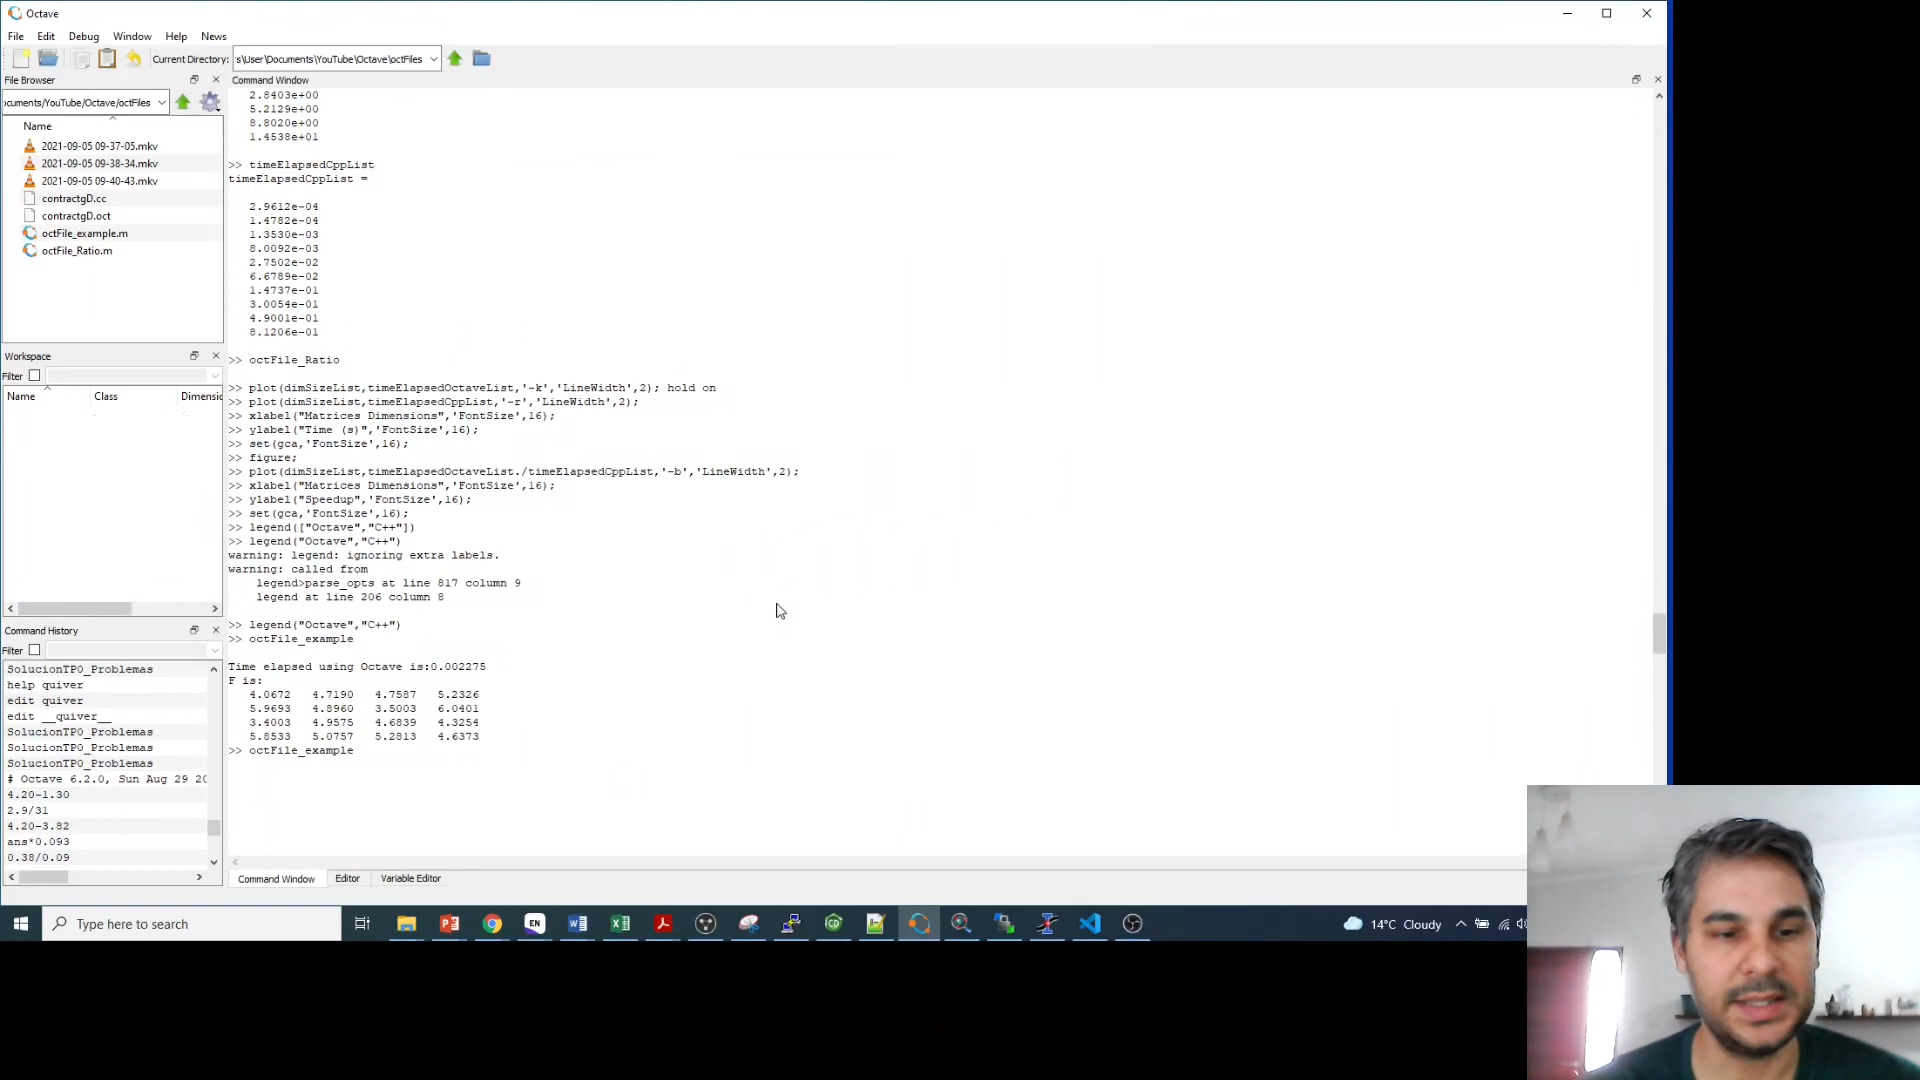 Octave
File Edit Debug Window Help News
Current Directory: s\User\Documents\YouTube\Octave\octFiles
File Browser
ocuments/YouTube/Octave/octFiles
Name
2021-09-05 09-37-05.mkv
2021-09-05 09-38-34.mkv
2021-09-05 09-40-43.mkv
contractgD.cc
contractgD.oct
octFile_example.m
octFile_Ratio.m
Workspace
Filter
Name Class Dimensic
Command History
Filter
SolucionTP0_Problemas
help quiver
edit quiver
edit __quiver__
SolucionTP0_Problemas
SolucionTP0_Problemas
SolucionTP0_Problemas
# Octave 6.2.0, Sun Aug 29 20
4.20-1.30
2.9/31
4.20-3.82
ans*0.093
0.38/0.09
Command Window
2.8403e+00
5.2129e+00
8.8020e+00
1.4538e+01
>> timeElapsedCppList
timeElapsedCppList =
2.9612e-04
1.4782e-04
1.3530e-03
8.0092e-03
2.7502e-02
6.6789e-02
1.4737e-01
3.0054e-01
4.9001e-01
8.1206e-01
>> octFile_Ratio
>> plot(dimSizeList,timeElapsedOctaveList,'-k','LineWidth',2); hold on
>> plot(dimSizeList,timeElapsedCppList,'-r','LineWidth',2);
>> xlabel("Matrices Dimensions",'FontSize',16);
>> ylabel("Time (s)",'FontSize',16);
>> set(gca,'FontSize',16);
>> figure;
>> plot(dimSizeList,timeElapsedOctaveList./timeElapsedCppList,'-b','LineWidth',2);
>> xlabel("Matrices Dimensions",'FontSize',16);
>> ylabel("Speedup",'FontSize',16);
>> set(gca,'FontSize',16);
>> legend(["Octave","C++"])
>> legend("Octave","C++")
warning: legend: ignoring extra labels.
warning: called from
legend>parse_opts at line 817 column 9
legend at line 206 column 8
>> legend("Octave","C++")
>> octFile_example
Time elapsed using Octave is:0.002275
F is:
4.0672 4.7190 4.7587 5.2326
5.9693 4.8960 3.5003 6.0401
3.4003 4.9575 4.6839 4.3254
5.8533 5.0757 5.2813 4.6373
>> octFile_example
Command Window Editor Variable Editor
Type here to search
EN
14°C Cloudy